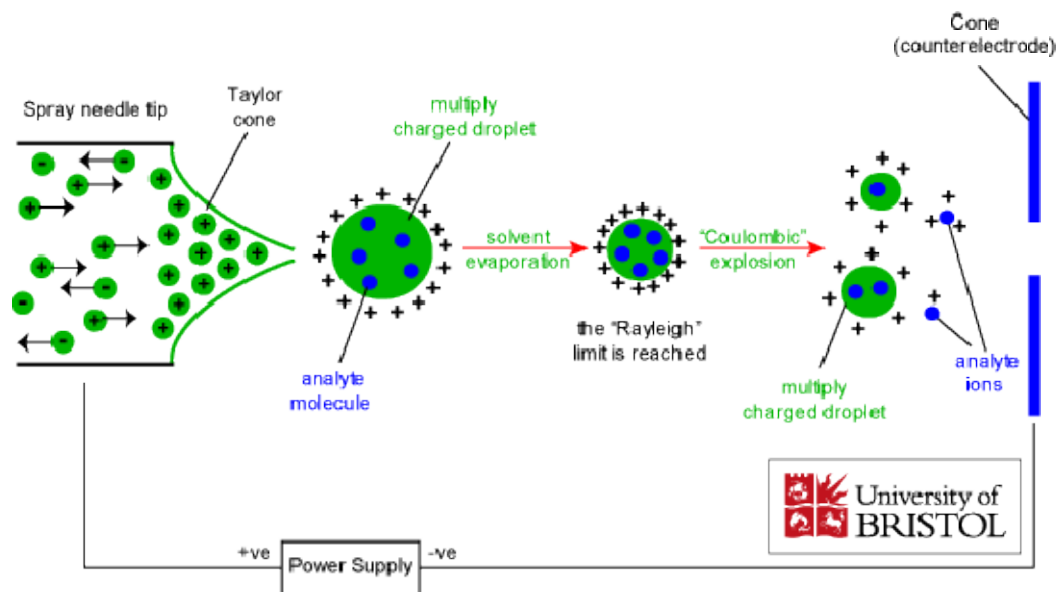 Cone
(counterelectrode)
Spray needle tip
Taylor
cone
multiply
charged droplet
solvent
evaporation
"Coulombic"
explosion
the "Rayleigh"
limit is reached
analyte
molecule
multiply
charged droplet
analyte
ions
University of
BRISTOL
+ve
Power Supply
-ve